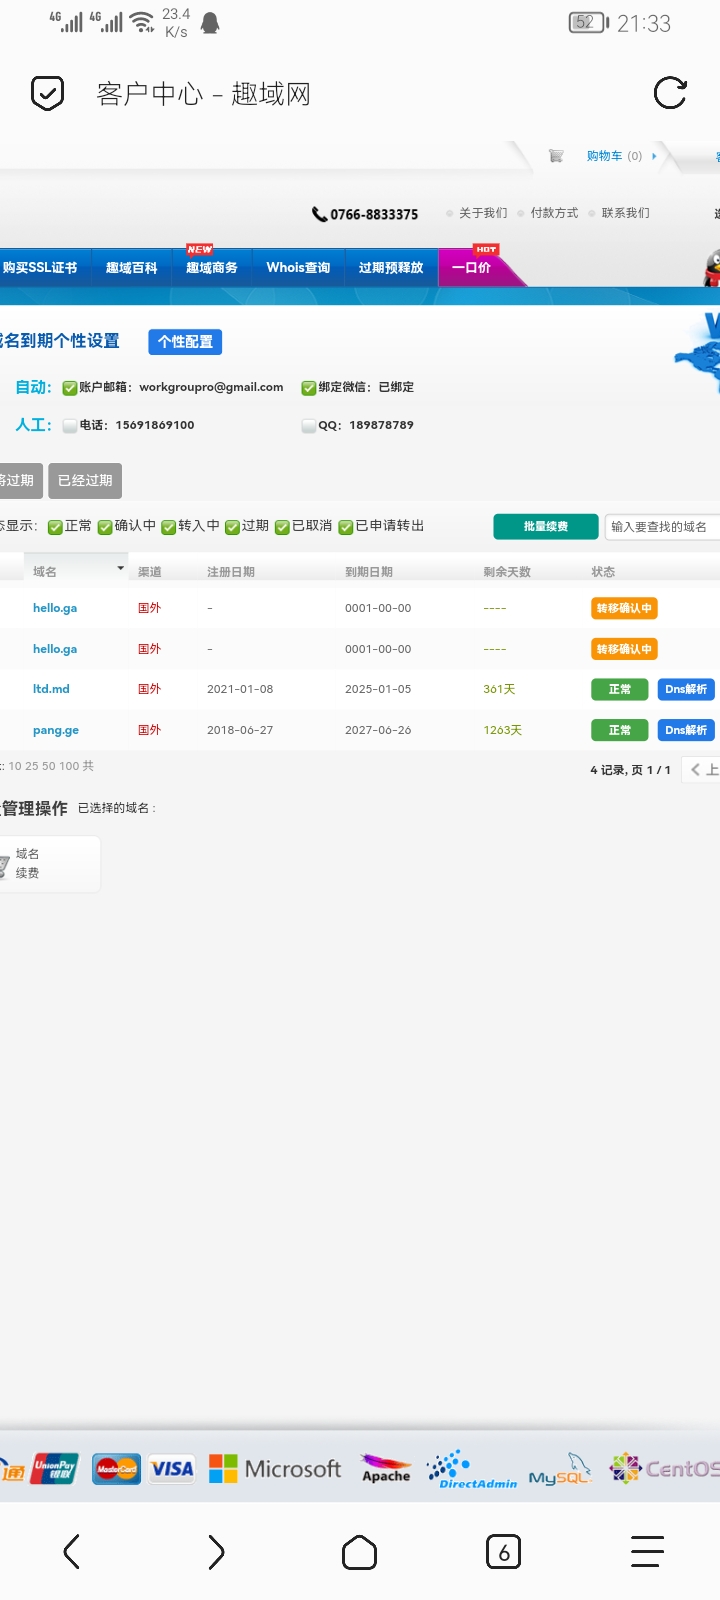 4G 4G 23.4 K/s 52 21:33
客户中心 - 趣域网
购物车 (0)
0766-8833375 关于我们 付款方式 联系我们
购买SSL证书 趣域百科 NEW 趣域商务 Whois查询 过期预释放 HOT 一口价
域名到期个性设置 个性配置
自动: 账户邮箱: workgroupro@gmail.com 绑定微信: 已绑定
人工: 电话: 15691869100 QQ: 189878789
将过期 已经过期
态显示: 正常 确认中 转入中 过期 已取消 已申请转出 批量续费 输入要查找的域名
域名 渠道 注册日期 到期日期 剩余天数 状态
hello.ga 国外 - 0001-00-00 ---- 转移确认中
hello.ga 国外 - 0001-00-00 ---- 转移确认中
ltd.md 国外 2021-01-08 2025-01-05 361天 正常 Dns解析
pang.ge 国外 2018-06-27 2027-06-26 1263天 正常 Dns解析
: 10 25 50 100 共 4 记录, 页 1 / 1 上
管理操作 已选择的域名 :
域名
续费
通 UnionPay 银联 MasterCard VISA Microsoft Apache DirectAdmin MySQL CentOS
6